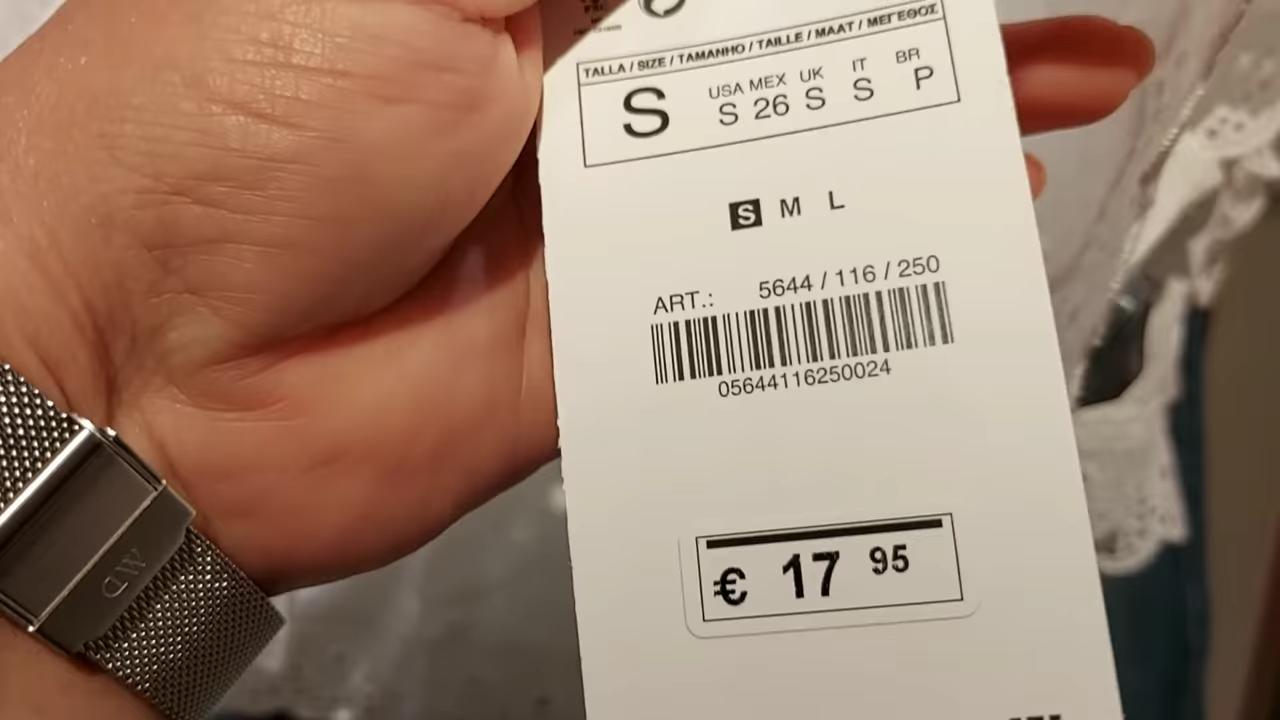 TALLA / SIZE / TAMANHO / TAILLE / MAAT / ΜΕΓΕΘΟΣ
S
USA MEX UK IT BR
S 26 S S P
S M L
ART.: 5644 / 116 / 250
05644116250024
€ 17 95
DW